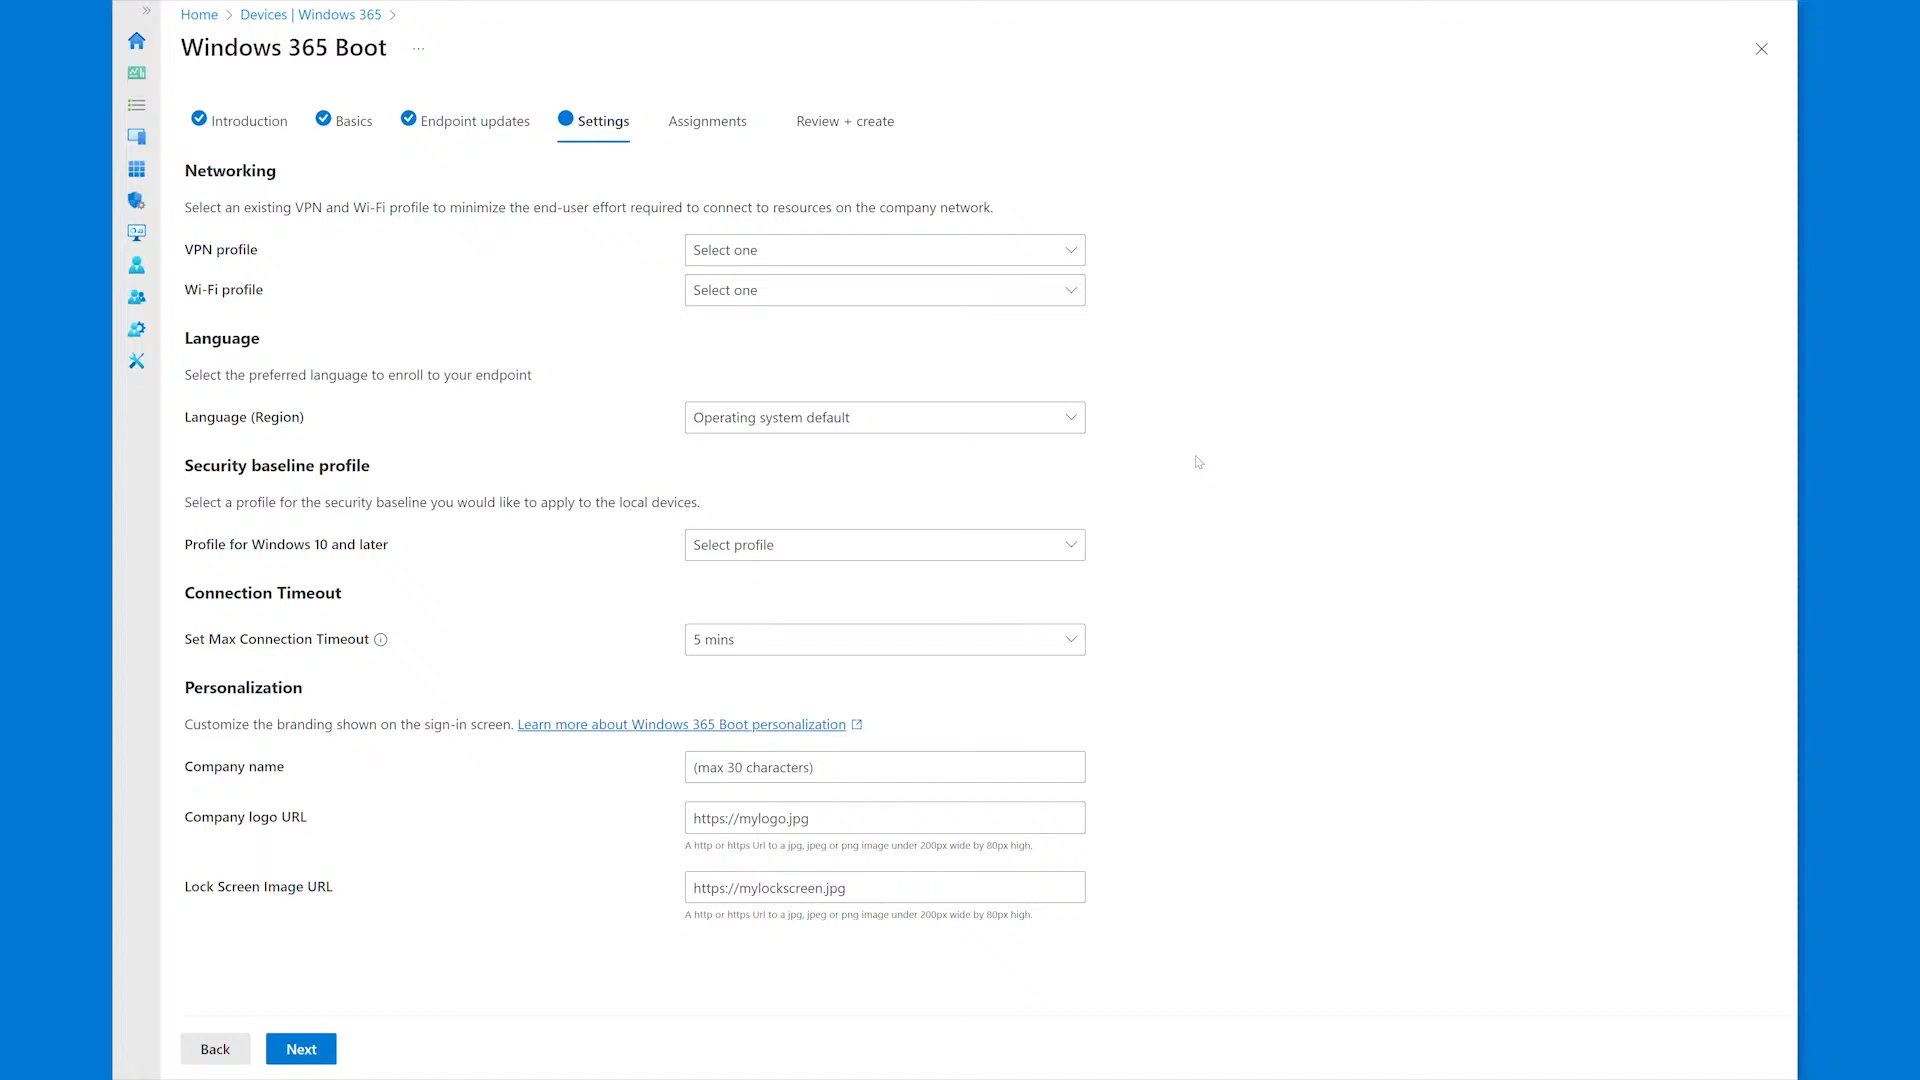 Home > Devices | Windows 365 >
Windows 365 Boot ...
Introduction Basics Endpoint updates Settings Assignments Review + create
Networking
Select an existing VPN and Wi-Fi profile to minimize the end-user effort required to connect to resources on the company network.
VPN profile Select one
Wi-Fi profile Select one
Language
Select the preferred language to enroll to your endpoint
Language (Region) Operating system default
Security baseline profile
Select a profile for the security baseline you would like to apply to the local devices.
Profile for Windows 10 and later Select profile
Connection Timeout
Set Max Connection Timeout 5 mins
Personalization
Customize the branding shown on the sign-in screen. Learn more about Windows 365 Boot personalization
Company name (max 30 characters)
Company logo URL https://mylogo.jpg
A http or https Url to a jpg, jpeg or png image under 200px wide by 80px high.
Lock Screen Image URL https://mylockscreen.jpg
A http or https Url to a jpg, jpeg or png image under 200px wide by 80px high.
Back Next